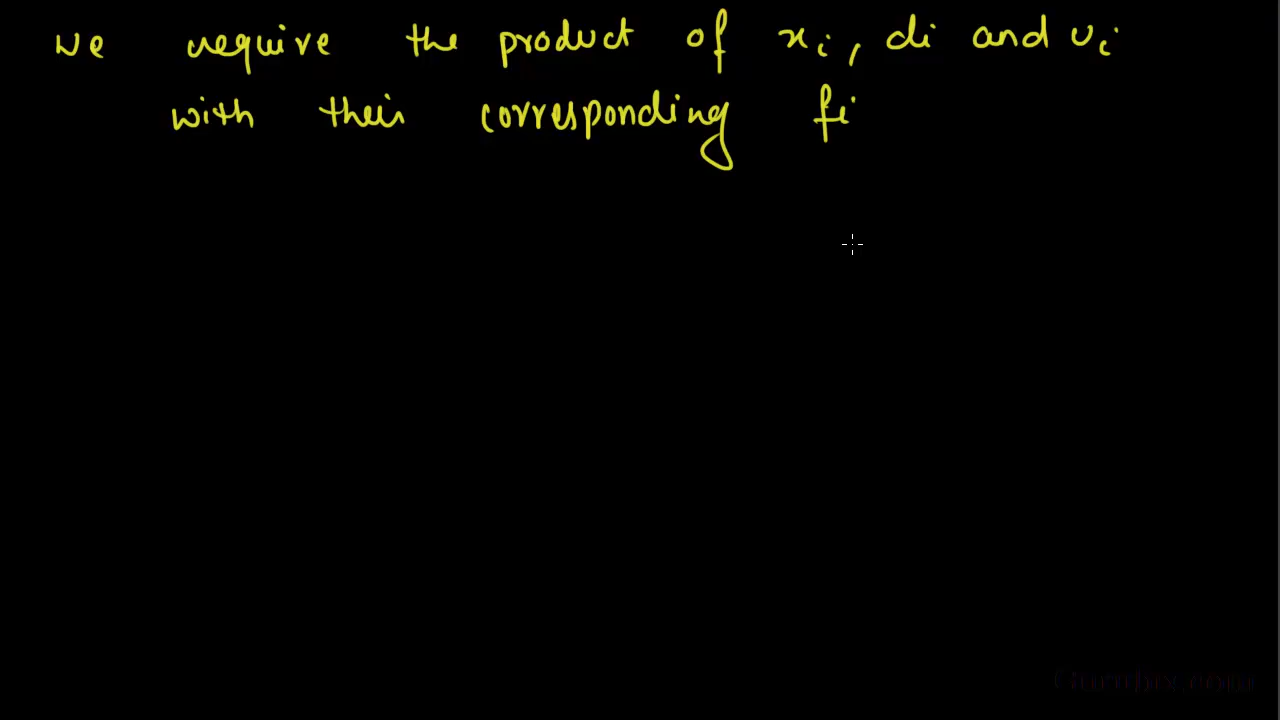 we require the product of xi, di and ui
with their corresponding fi